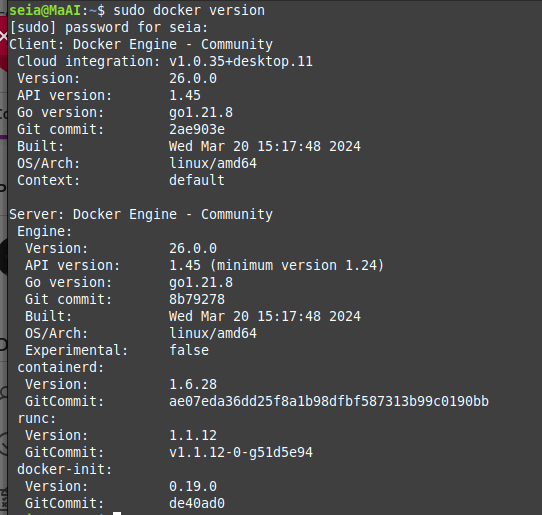 seia@MaAI:~$ sudo docker version
[sudo] password for seia:
Client: Docker Engine - Community
 Cloud integration: v1.0.35+desktop.11
 Version:           26.0.0
 API version:       1.45
 Go version:        go1.21.8
 Git commit:        2ae903e
 Built:             Wed Mar 20 15:17:48 2024
 OS/Arch:           linux/amd64
 Context:           default

Server: Docker Engine - Community
 Engine:
  Version:          26.0.0
  API version:      1.45 (minimum version 1.24)
  Go version:       go1.21.8
  Git commit:       8b79278
  Built:            Wed Mar 20 15:17:48 2024
  OS/Arch:          linux/amd64
  Experimental:     false
 containerd:
  Version:          1.6.28
  GitCommit:        ae07eda36dd25f8a1b98dfbf587313b99c0190bb
 runc:
  Version:          1.1.12
  GitCommit:        v1.1.12-0-g51d5e94
 docker-init:
  Version:          0.19.0
  GitCommit:        de40ad0